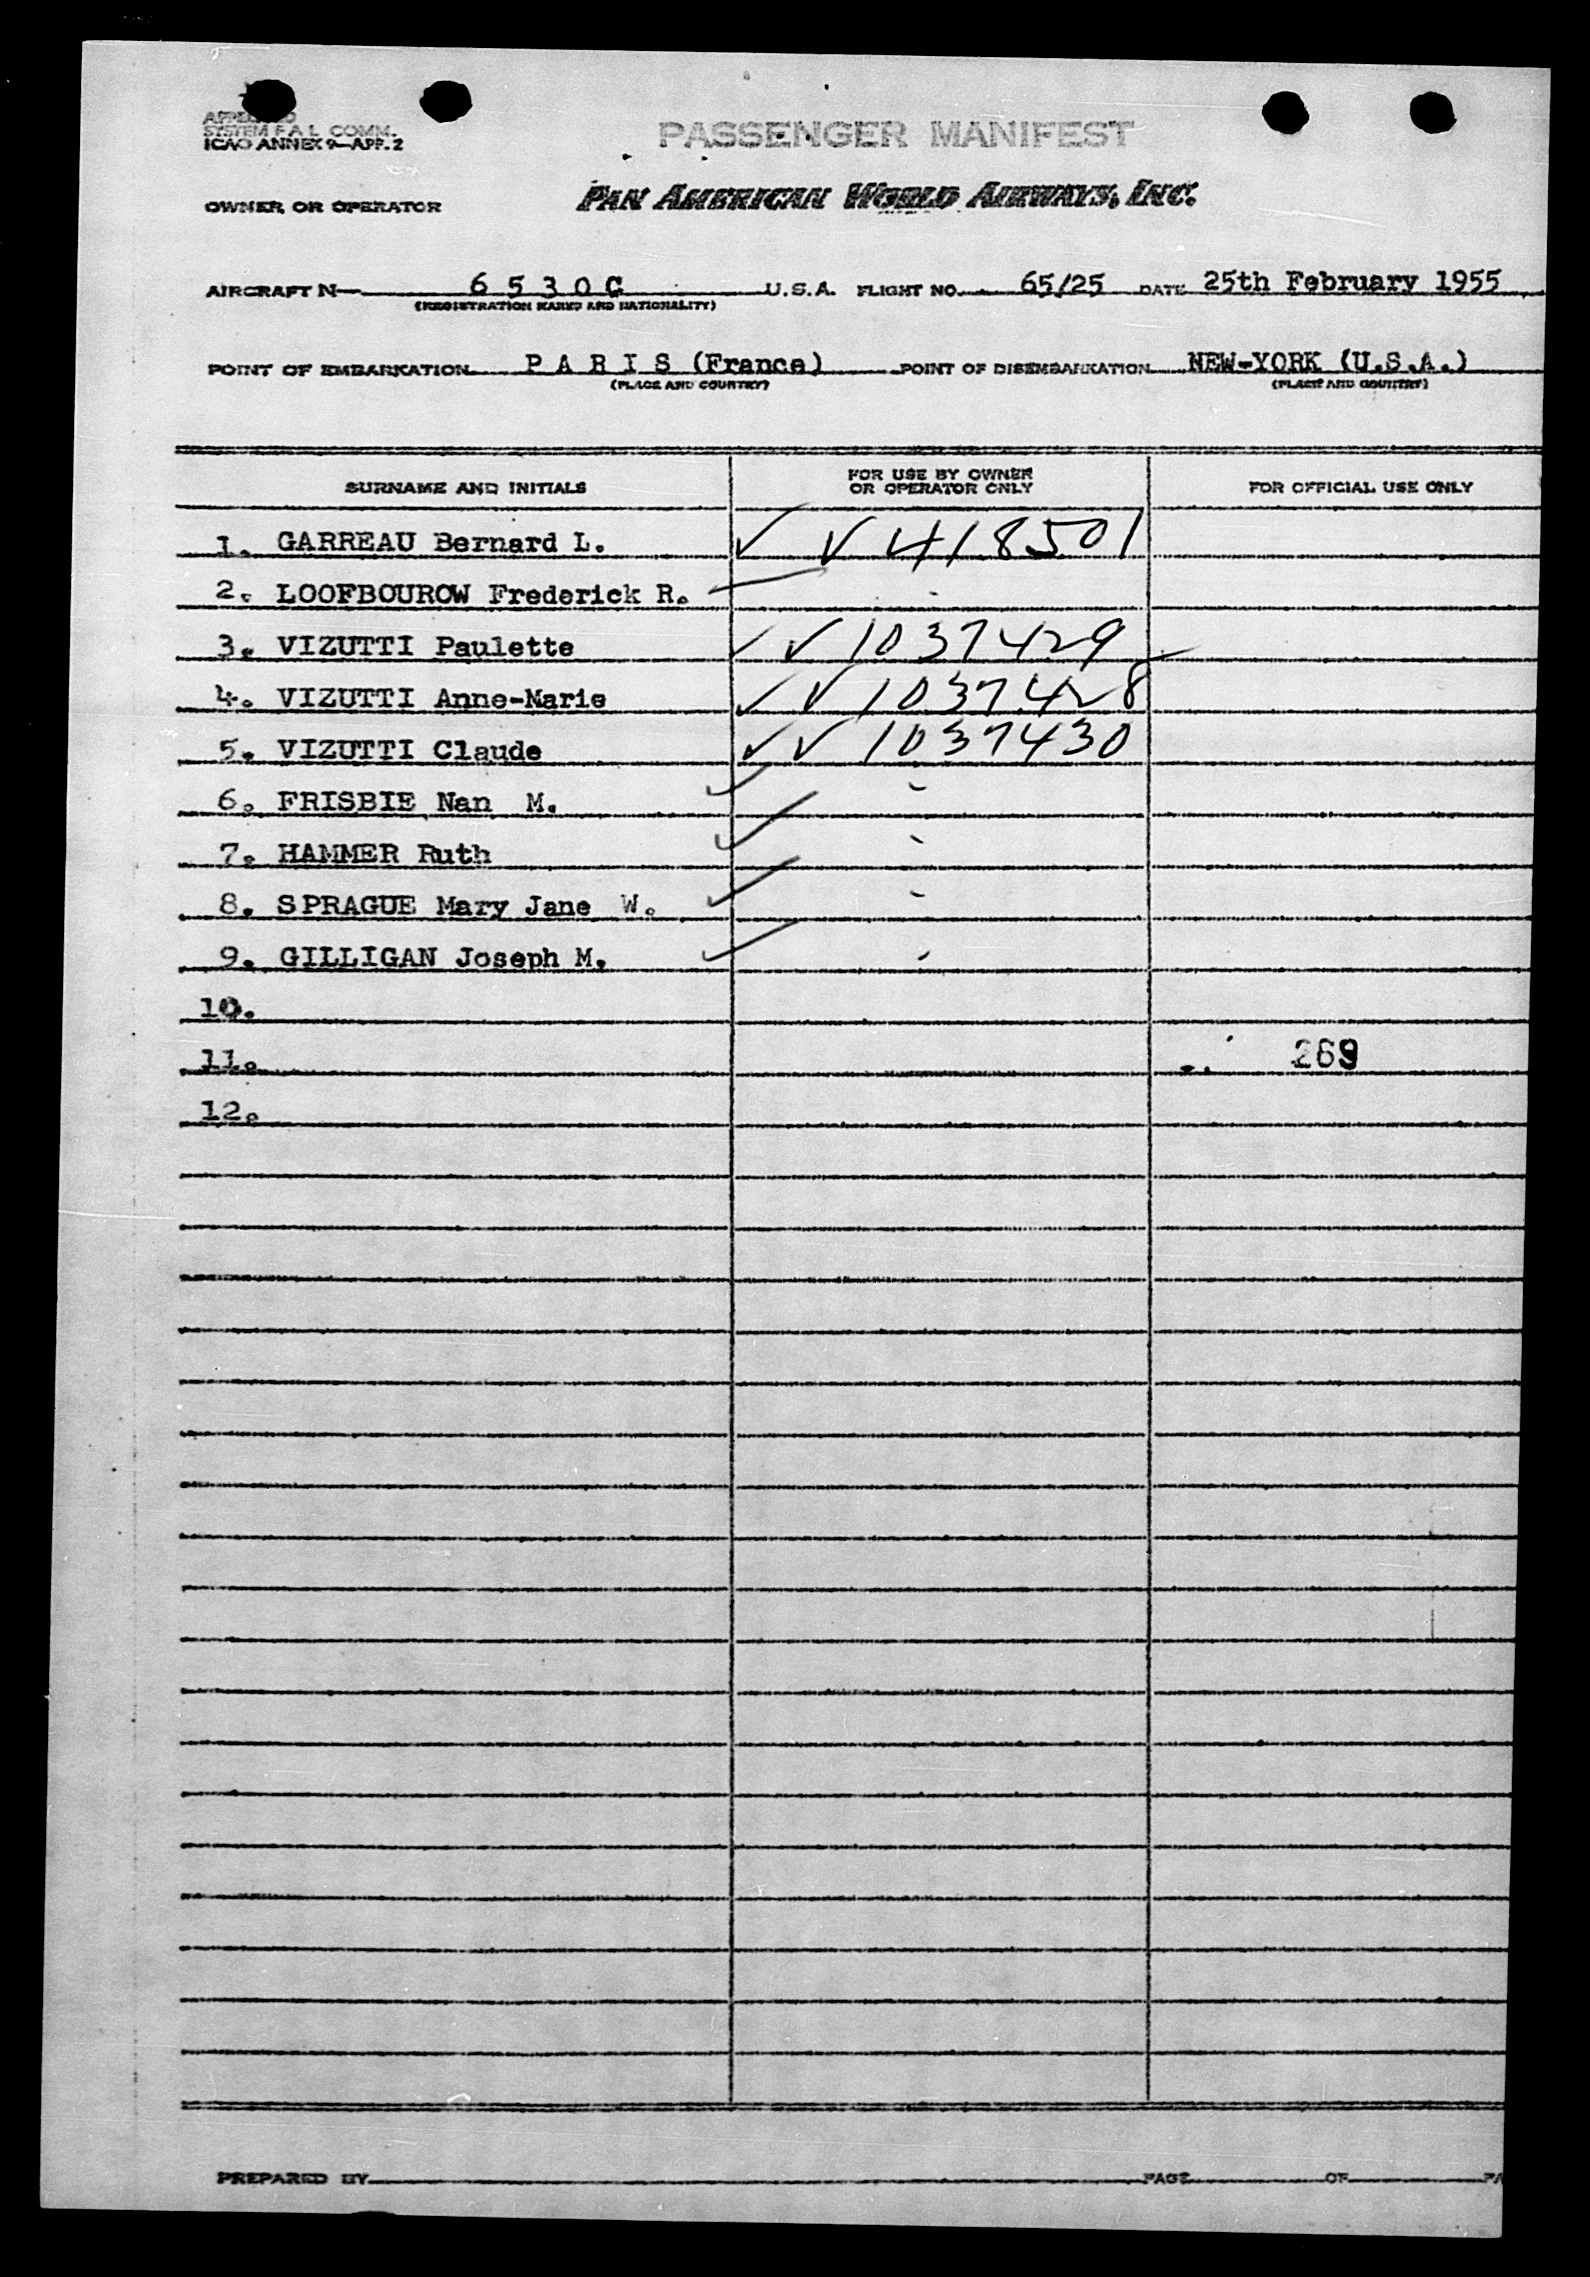 SYSTEM F.A.L. COMM.
ICAO ANNEX 9—APP. 2
PASSENGER MANIFEST
OWNER OR OPERATOR PAN AMERICAN WORLD AIRWAYS, INC.
AIRCRAFT N— 6 5 3 0 C U.S.A. FLIGHT NO. 65/25 DATE 25th February 1955
(REGISTRATION MARKS AND NATIONALITY)
POINT OF EMBARKATION P A R I S (France) POINT OF DISEMBARKATION NEW-YORK (U.S.A.)
(PLACE AND COUNTRY) (PLACE AND COUNTRY)
SURNAME AND INITIALS FOR USE BY OWNER OR OPERATOR ONLY FOR OFFICIAL USE ONLY
1. GARREAU Bernard L. ✓ ✓ 418501
2. LOOFBOUROW Frederick R.
3. VIZUTTI Paulette ✓ ✓ 1037429
4. VIZUTTI Anne-Marie ✓ ✓ 1037428
5. VIZUTTI Claude ✓ ✓ 1037430
6. FRISBIE Nan M. ✓
7. HAMMER Ruth ✓
8. SPRAGUE Mary Jane W. ✓
9. GILLIGAN Joseph M. ✓
10.
11. 269
12.
PREPARED BY PAGE OF